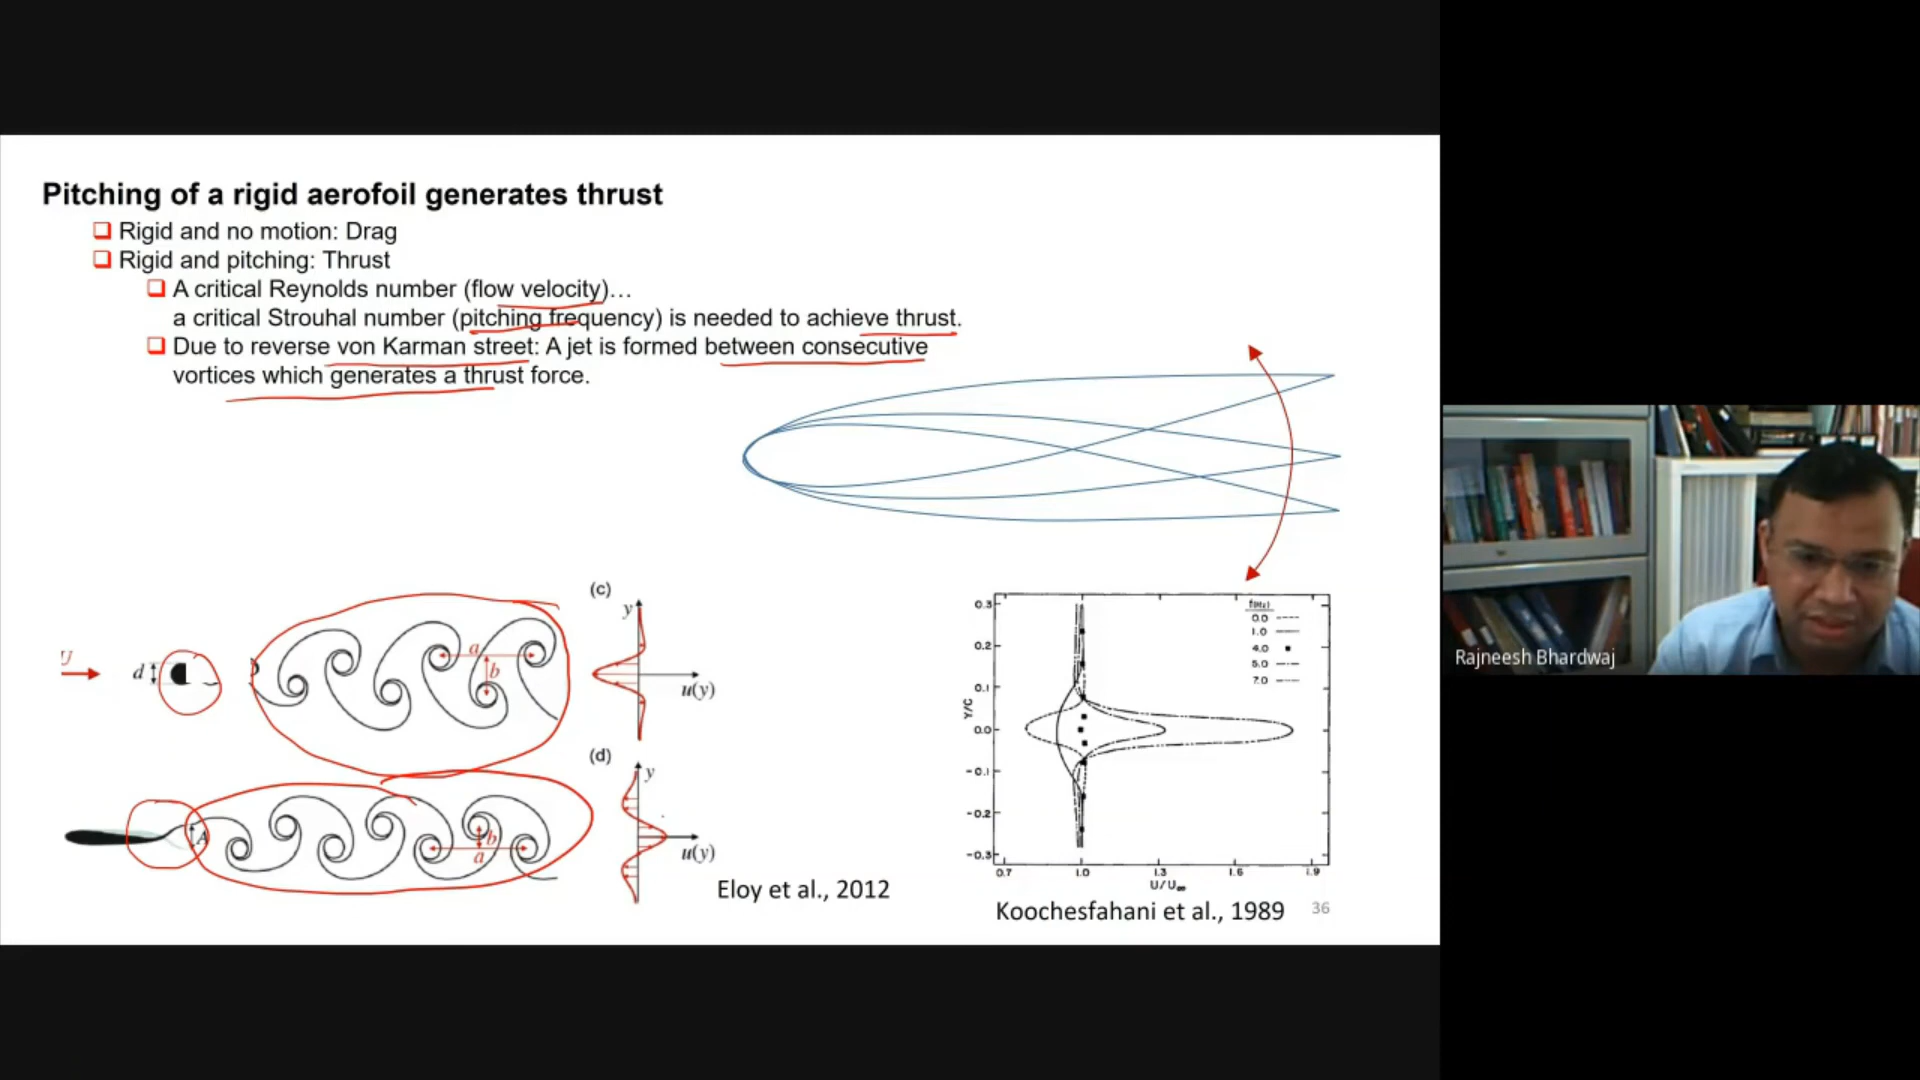 Pitching of a rigid aerofoil generates thrust
Rigid and no motion: Drag
Rigid and pitching: Thrust
A critical Reynolds number (flow velocity)…
a critical Strouhal number (pitching frequency) is needed to achieve thrust.
Due to reverse von Karman street: A jet is formed between consecutive
vortices which generates a thrust force.
(c)
y
U
d
a
b
u(y)
(d)
y
A
b
a
u(y)
Eloy et al., 2012
f(Hz)
0.0
1.0
4.0
5.0
7.0
0.3
0.2
0.1
0.0
-0.1
-0.2
-0.3
Y/C
0.7 1.0 1.3 1.6 1.9
U/U∞
Koochesfahani et al., 1989
36
Rajneesh Bhardwaj